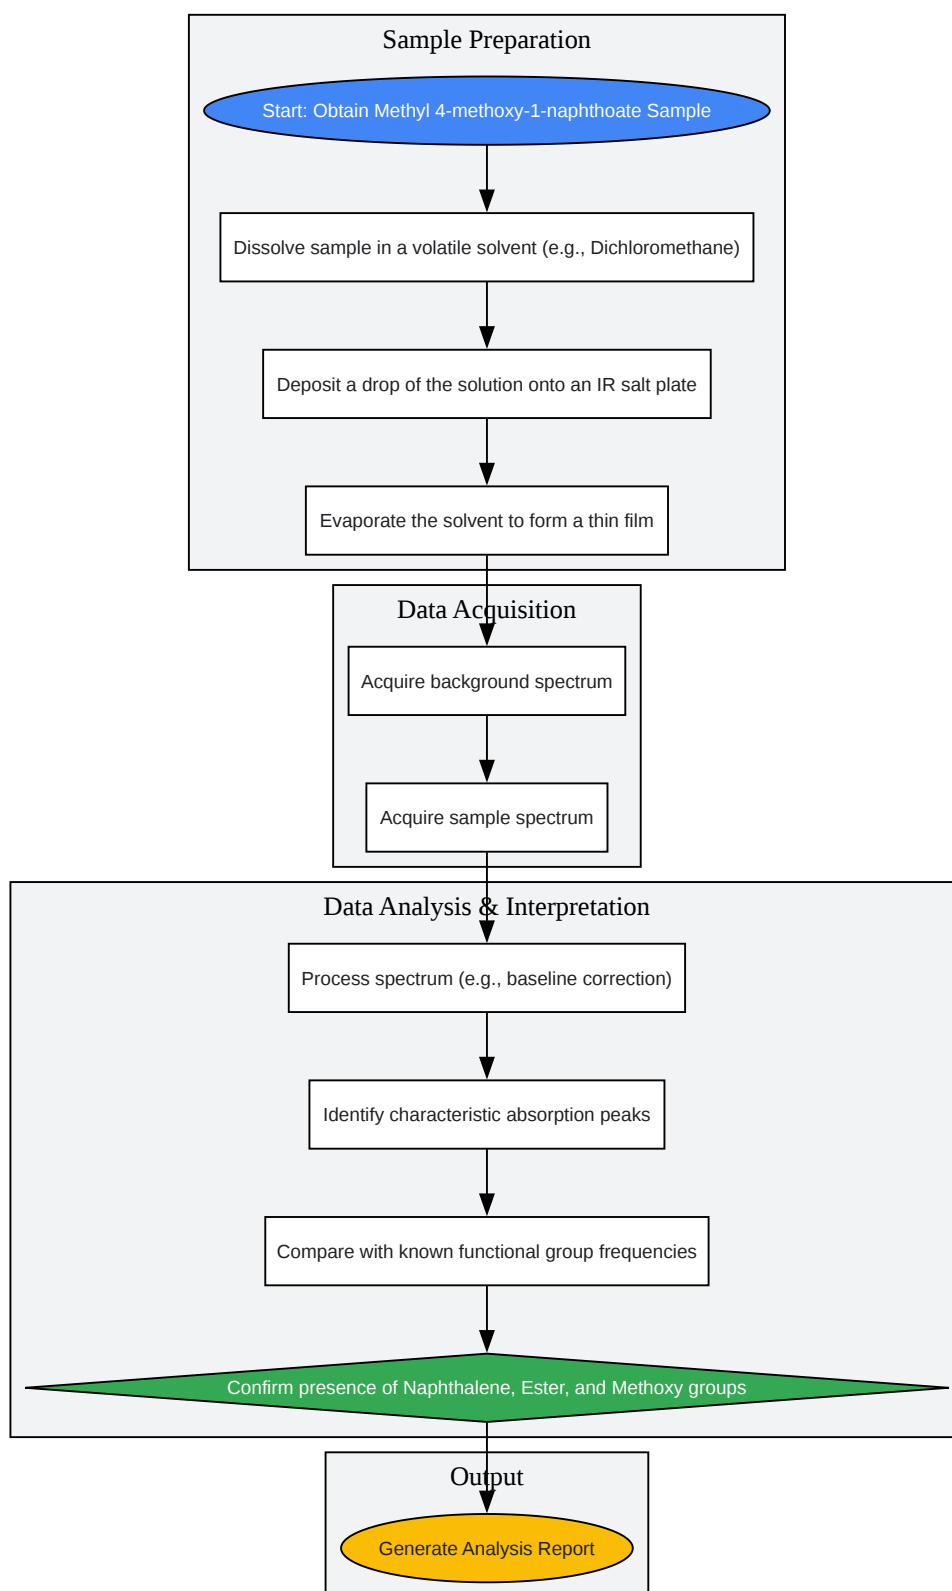 Sample Preparation
Start: Obtain Methyl 4-methoxy-1-naphthoate Sample
Dissolve sample in a volatile solvent (e.g., Dichloromethane)
Deposit a drop of the solution onto an IR salt plate
Evaporate the solvent to form a thin film
Data Acquisition
Acquire background spectrum
Acquire sample spectrum
Data Analysis & Interpretation
Process spectrum (e.g., baseline correction)
Identify characteristic absorption peaks
Compare with known functional group frequencies
Confirm presence of Naphthalene, Ester, and Methoxy groups
Output
Generate Analysis Report